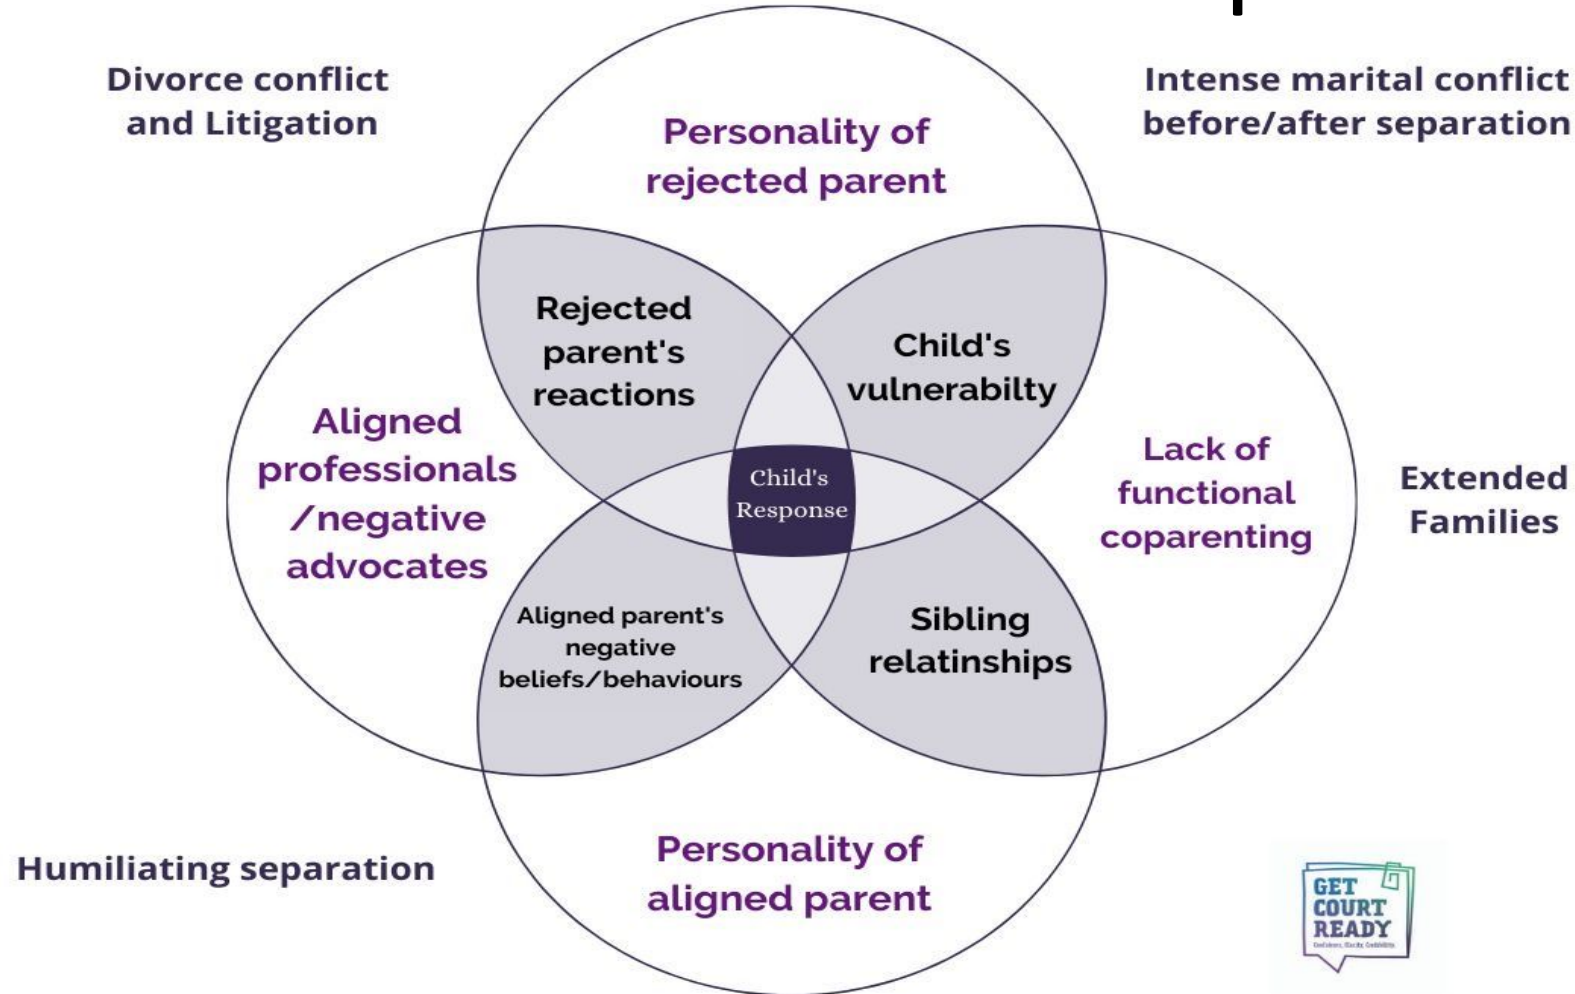 Divorce conflict
and Litigation
Intense marital conflict
before/after separation
Personality of
rejected parent
Rejected
parent's
reactions
Child's
vulnerabilty
Aligned
professionals
/negative
advocates
Child's
Response
Lack of
functional
coparenting
Extended
Families
Aligned parent's
negative
beliefs/behaviours
Sibling
relatinships
Personality of
aligned parent
Humiliating separation
GET
COURT
READY